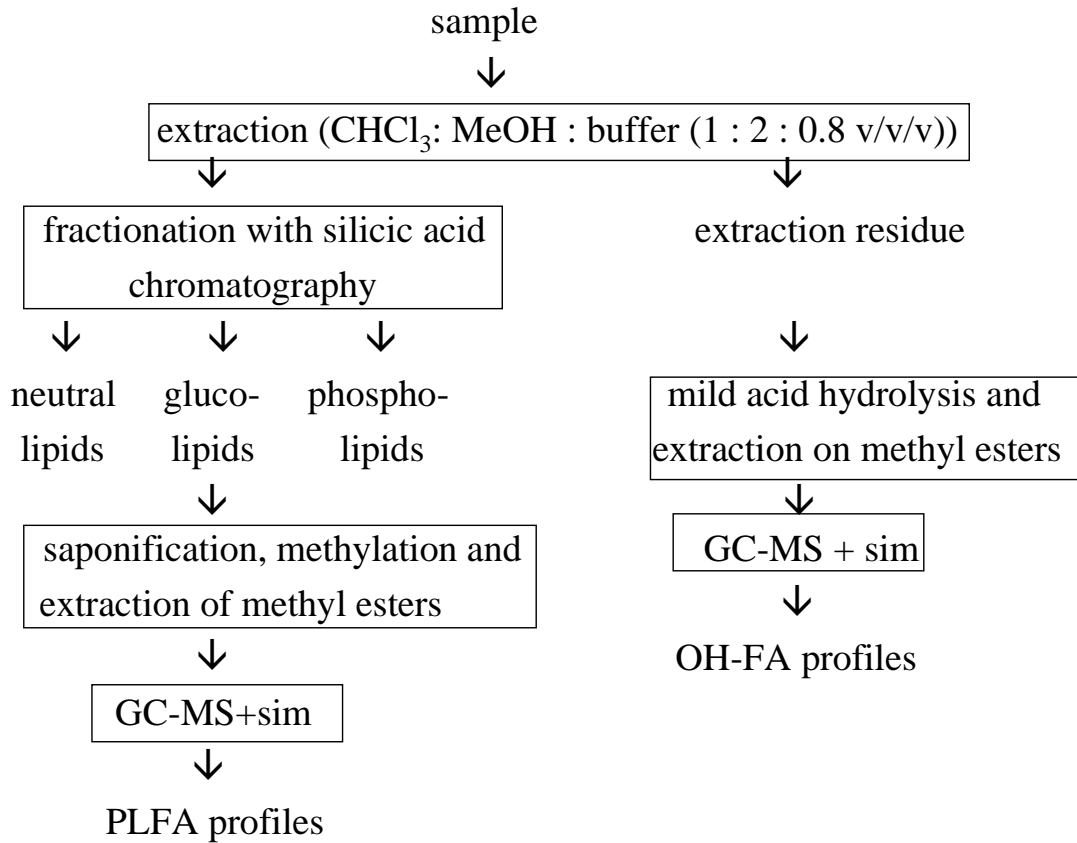 sample
↓
extraction (CHCl₃: MeOH : buffer (1 : 2 : 0.8 v/v/v))
↓ ↓
fractionation with silicic acid
chromatography
extraction residue
↓ ↓ ↓
↓
neutral
lipids
gluco-
lipids
phospho-
lipids
mild acid hydrolysis and
extraction on methyl esters
↓
↓
saponification, methylation and
extraction of methyl esters
GC-MS + sim
↓
↓
GC-MS+sim
OH-FA profiles
↓
PLFA profiles